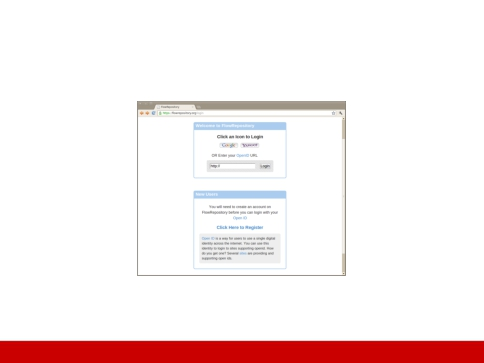 FlowRepository
Welcome to FlowRepository
Click an Icon to Login
Google YAHOO!
OR Enter your OpenID URL
http:// Login
New Users
You will need to create an account on
FlowRepository before you can login with your
Open ID
Click Here to Register
Open ID is a way for users to use a single digital
identity across the internet. You can use this
identity to login to sites supporting openid. How
do you get one? Several sites are providing and
supporting open ids.